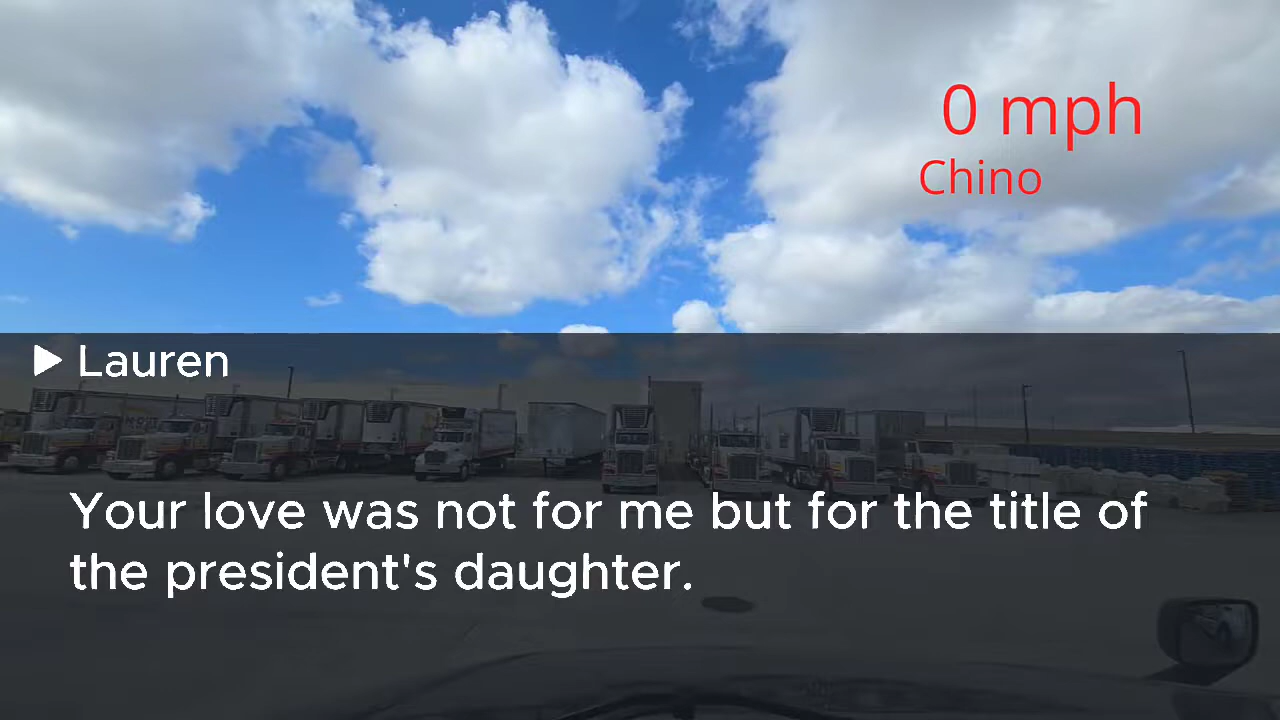 0 mph
Chino
Lauren
Your love was not for me but for the title of
the president's daughter.